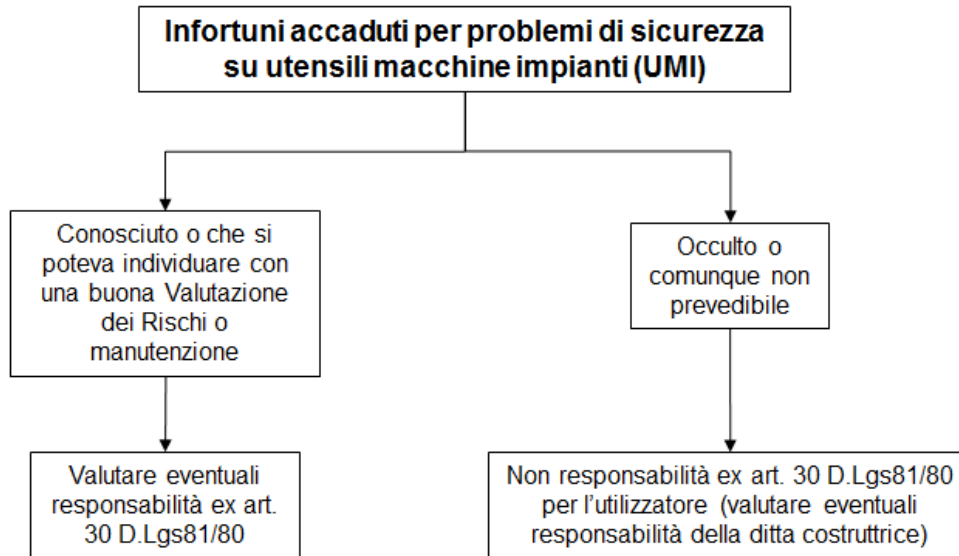 Infortuni accaduti per problemi di sicurezza
su utensili macchine impianti (UMI)
Conosciuto o che si
poteva individuare con
una buona Valutazione
dei Rischi o
manutenzione
Occulto o
comunque non
prevedibile
Valutare eventuali
responsabilità ex art.
30 D.Lgs81/80
Non responsabilità ex art. 30 D.Lgs81/80
per l'utilizzatore (valutare eventuali
responsabilità della ditta costruttrice)